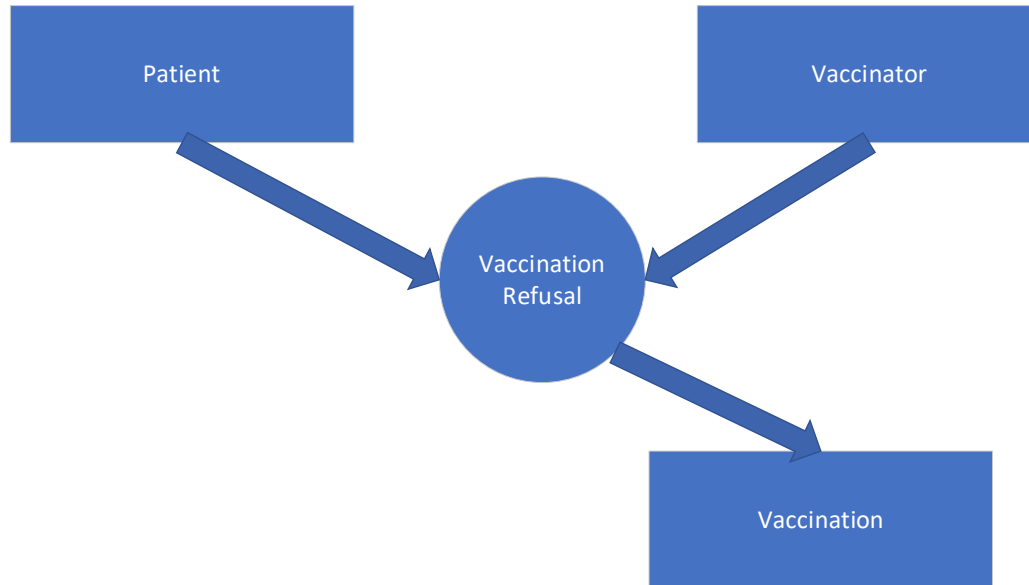 Patient
Vaccinator
Vaccination
Refusal
Vaccination